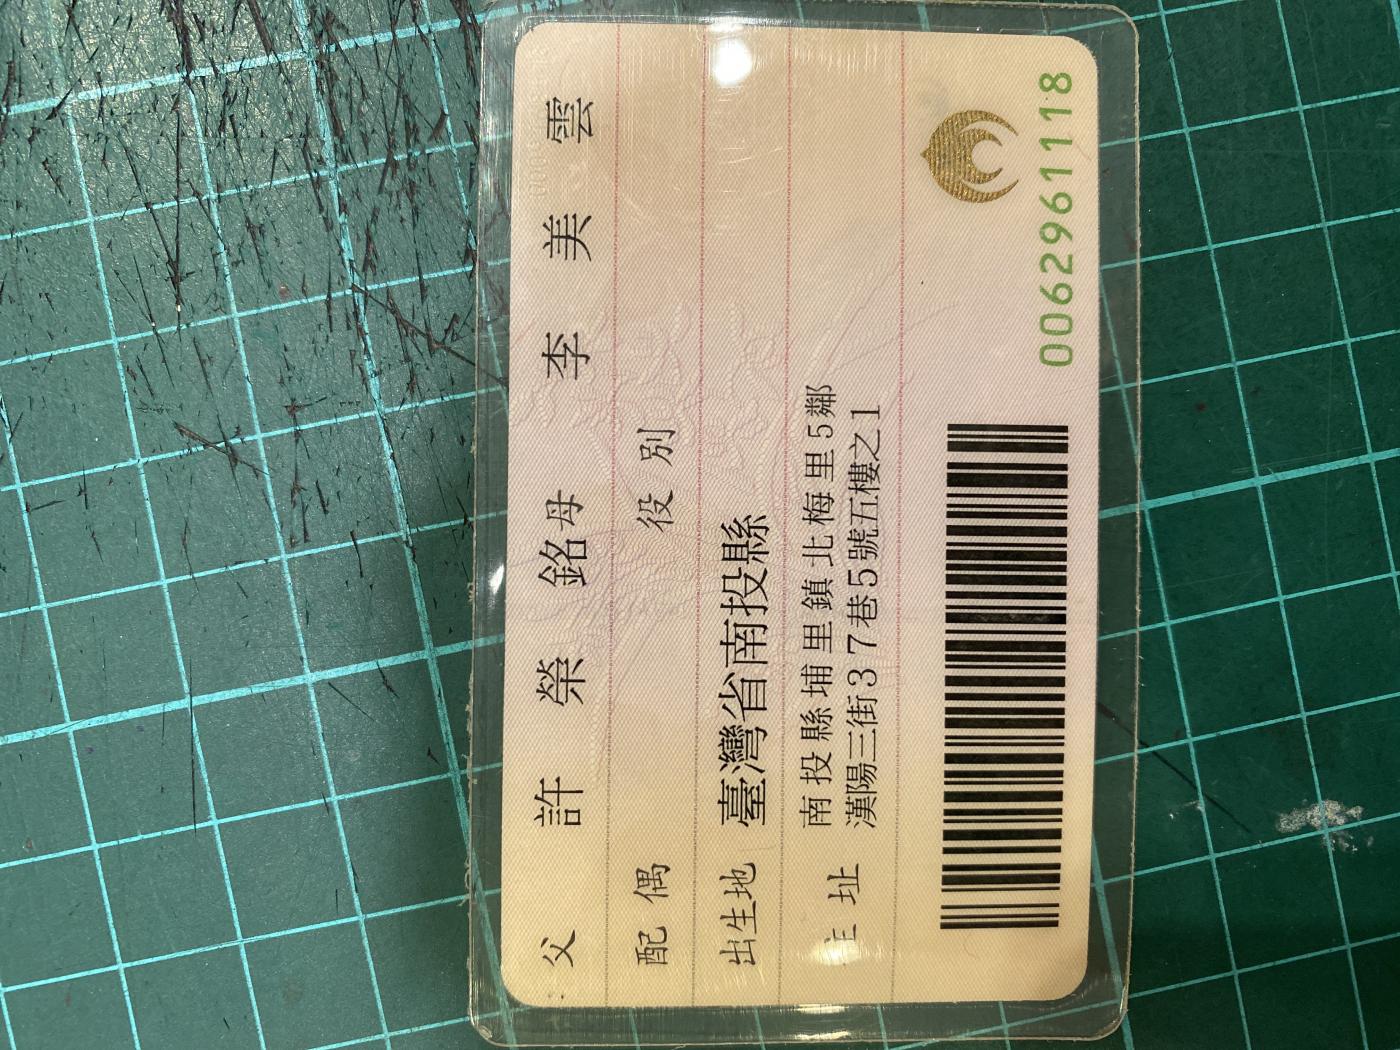 父 許榮銘 母 李美雲
配偶 役別
出生地 臺灣省南投縣
住址 南投縣埔里鎮北梅里5鄰
漢陽三街37巷5號五樓之1
0062961118